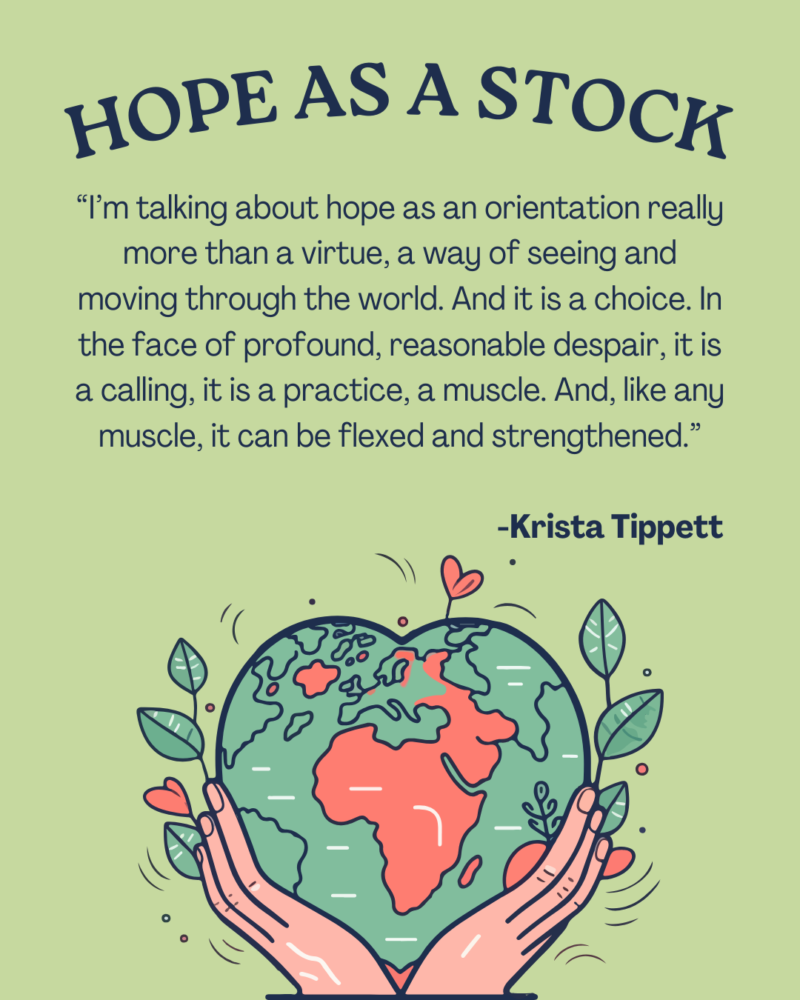 HOPE AS A STOCK
“I’m talking about hope as an orientation really
more than a virtue, a way of seeing and
moving through the world. And it is a choice. In
the face of profound, reasonable despair, it is
a calling, it is a practice, a muscle. And, like any
muscle, it can be flexed and strengthened.”
-Krista Tippett